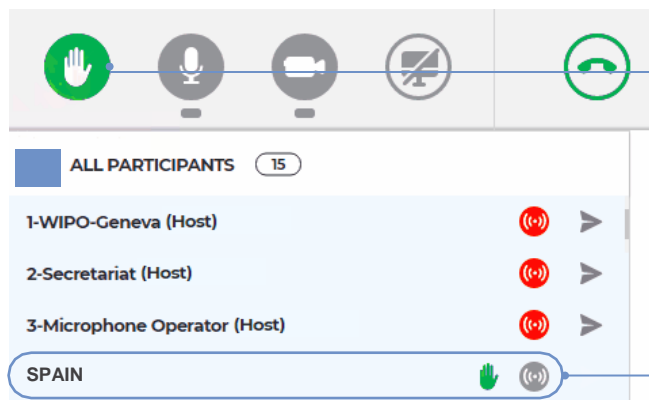 ALL PARTICIPANTS 15
1-WIPO-Geneva (Host)
2-Secretariat (Host)
3-Microphone Operator (Host)
SPAIN